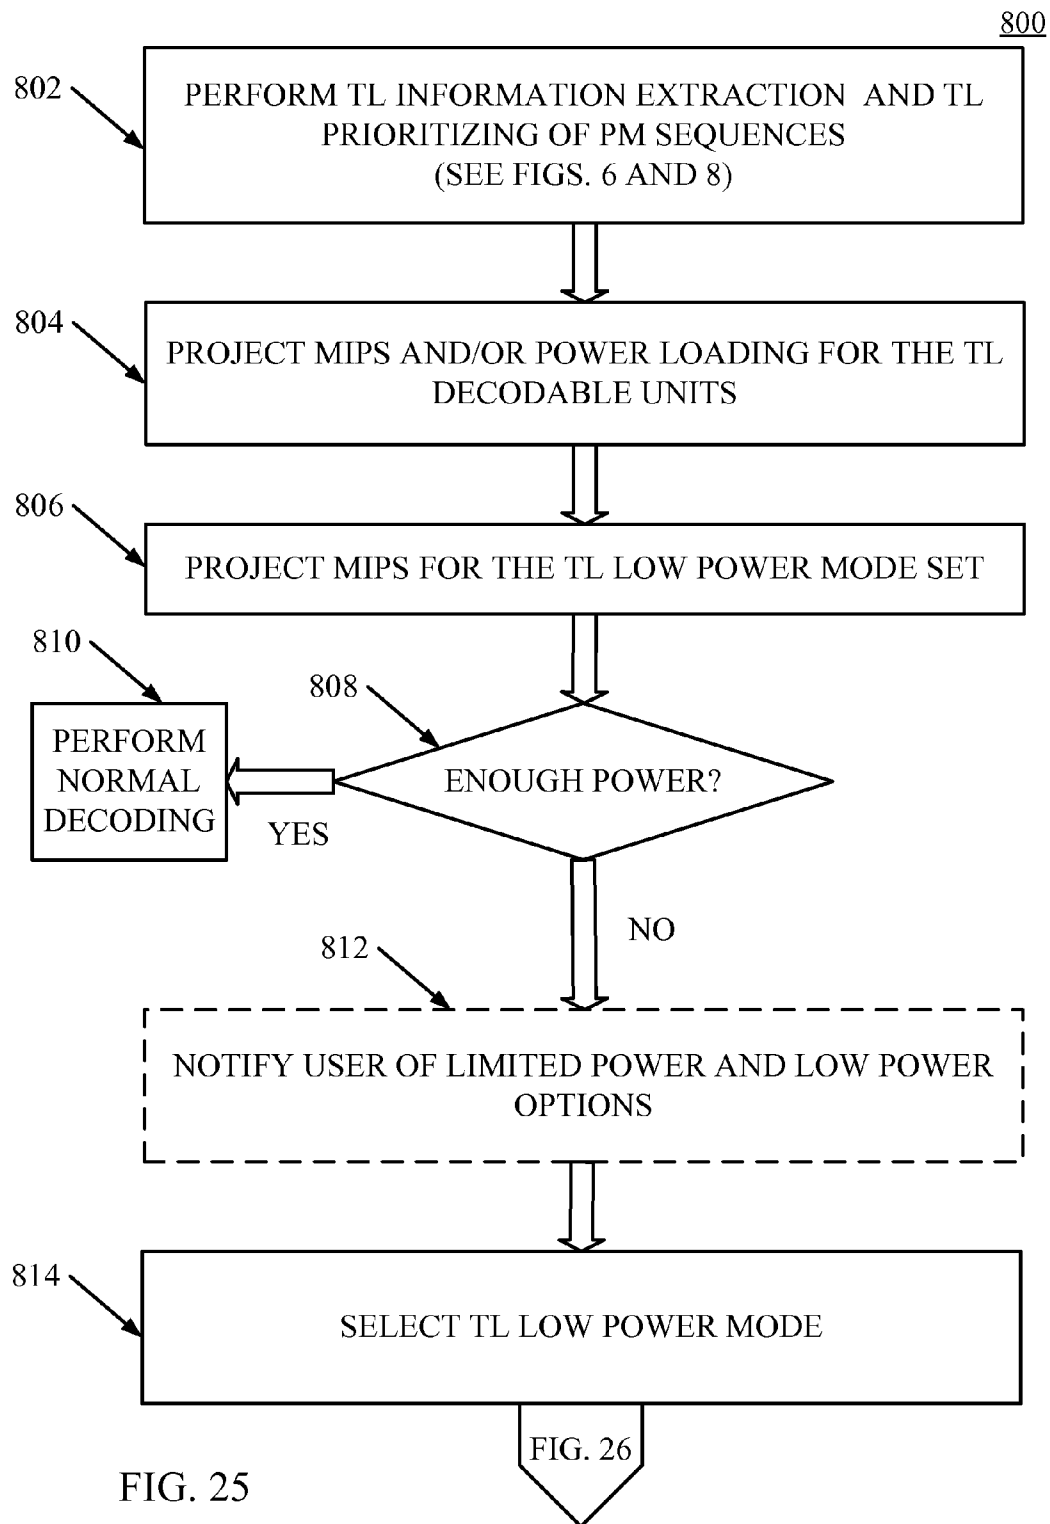 800
802
PERFORM TL INFORMATION EXTRACTION AND TL
PRIORITIZING OF PM SEQUENCES
(SEE FIGS. 6 AND 8)
804
PROJECT MIPS AND/OR POWER LOADING FOR THE TL
DECODABLE UNITS
806
PROJECT MIPS FOR THE TL LOW POWER MODE SET
810
808
PERFORM
NORMAL
DECODING
ENOUGH POWER?
YES
NO
812
NOTIFY USER OF LIMITED POWER AND LOW POWER
OPTIONS
814
SELECT TL LOW POWER MODE
FIG. 26
FIG. 25